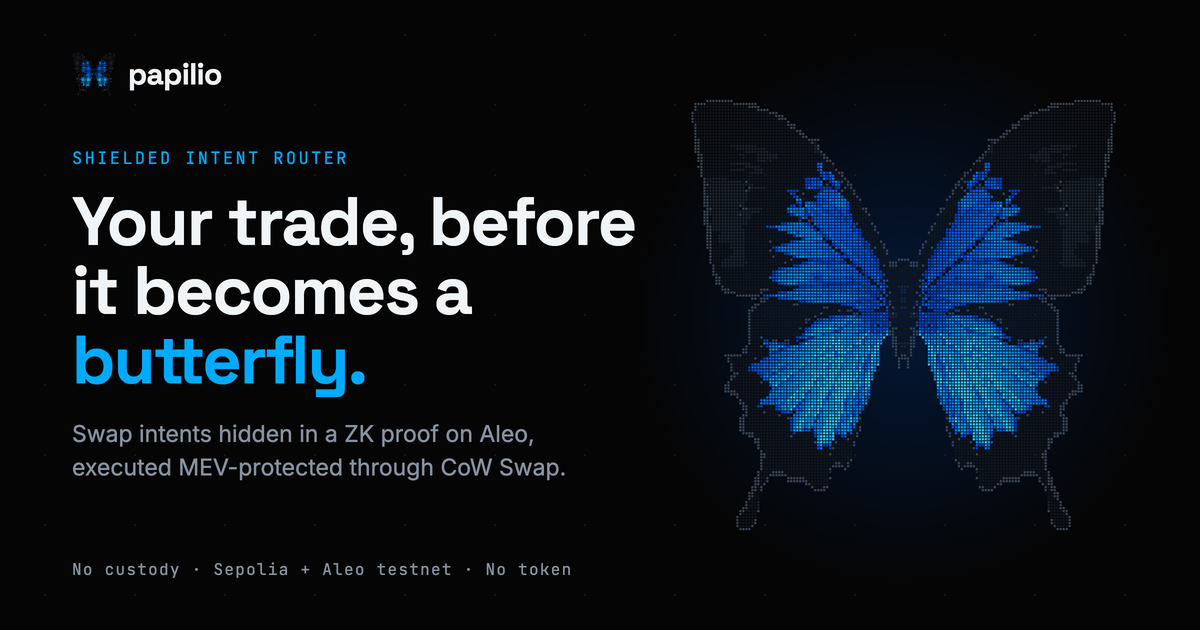 papilio
SHIELDED INTENT ROUTER
Your trade, before
it becomes a
butterfly.
Swap intents hidden in a ZK proof on Aleo,
executed MEV-protected through CoW Swap.
No custody · Sepolia + Aleo testnet · No token